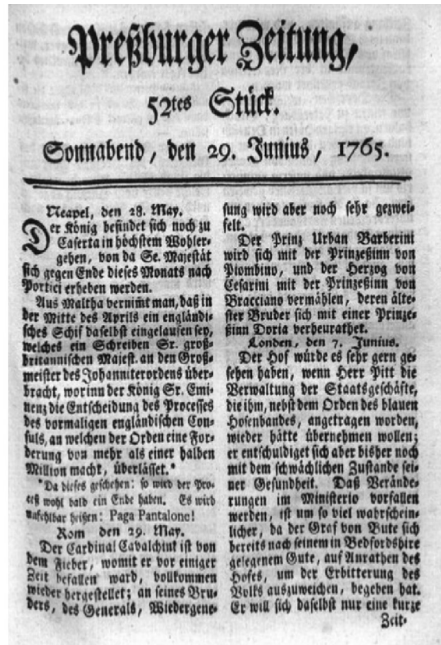 Preßburger Zeitung,
52tes Stück.
Sonnabend, den 29. Junius, 1765.
Neapel, den 28. May.
Der König befindet sich noch zu
Caserta in höchstem Wohler-
gehen, von da Se. Majestät
sich gegen Ende dieses Monats nach
Portici erheben werden.
Aus Maltha vernimt man, daß in
der Mitte des Aprils ein engländi-
sches Schif daselbst eingelaufen sey,
welches ein Schreiben Sr. groß-
britannischen Majest. an den Groß-
meister des Johanniterordens über-
bracht, worinn der König Sr. Emi-
nenz die Entscheidung des Processes
des vormaligen engländischen Con-
suls, an welchen der Orden eine For-
derung von mehr als einer halben
Million macht, überlässet.*
*Da dieses geschehen: so wird der Pro-
ceß wohl bald ein Ende haben. Es wird
unfehlbar heißen: Paga Pantalone!
Rom den 29. May.
Der Cardinal Cavalchink ist von
dem Fieber, womit er vor einiger
Zeit befallen ward, vollkommen
wieder hergestellet; an seines Bru-
ders, des Generals, Wiedergene-
sung wird aber noch sehr gezwei-
felt.
Der Prinz Urban Barberini
wird sich mit der Prinzeßinn von
Piombino, und der Herzog von
Cesarini mit der Prinzeßinn von
Bracciano vermählen, deren älte-
ster Bruder sich mit einer Prinze-
ßinn Doria verheurathet.
London, den 7. Junius.
Der Hof würde es sehr gern ge-
sehen haben, wenn Herr Pitt die
Verwaltung der Staatsgeschäfte,
die ihm, nebst dem Orden des blauen
Hosenbandes, angetragen worden,
wieder hätte übernehmen wollen;
er entschuldiget sich aber bisher noch
mit dem schwächlichen Zustande sei-
ner Gesundheit. Daß Verände-
rungen im Ministerio vorfallen
werden, ist um so viel wahrschein-
licher, da der Graf von Bute sich
bereits nach seinem in Bedfordshire
gelegenem Gute, auf Anrathen des
Hofes, um der Erbitterung des
Volks auszuweichen, begeben hat.
Er will sich daselbst nur eine kurze
Zeit-